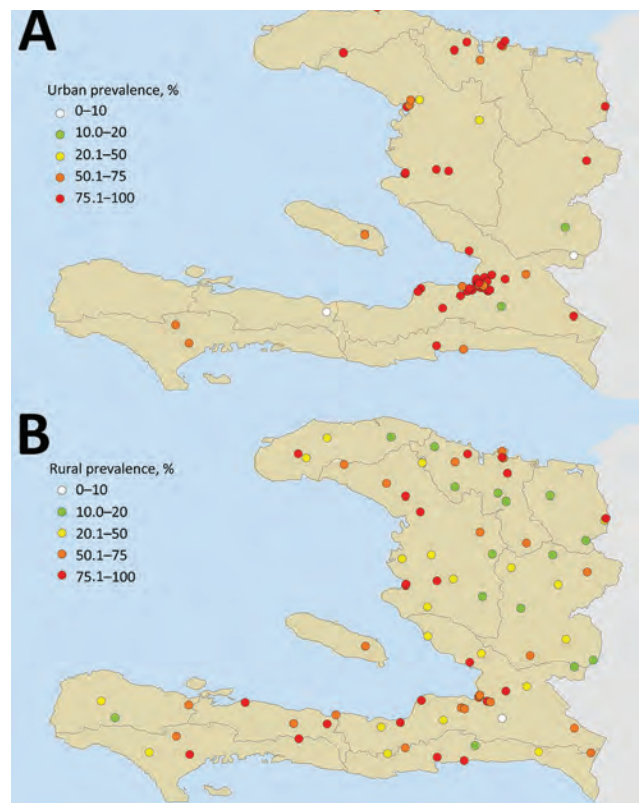 A
Urban prevalence, %
0–10
10.0–20
20.1–50
50.1–75
75.1–100
B
Rural prevalence, %
0–10
10.0–20
20.1–50
50.1–75
75.1–100